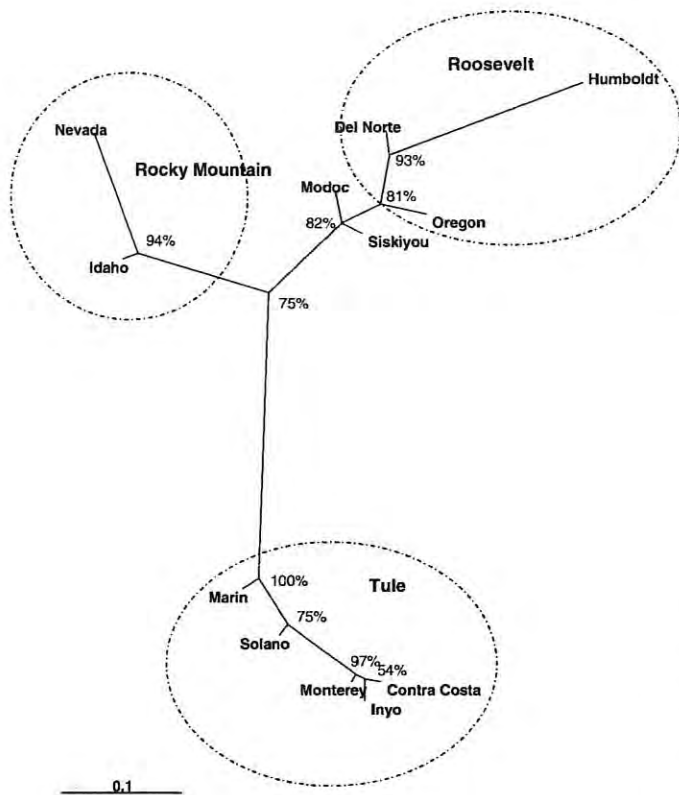 Roosevelt
Humboldt
Nevada
Del Norte
93%
Rocky Mountain
Modoc
81%
82%
Oregon
Siskiyou
94%
Idaho
75%
100%
Tule
Marin
75%
Solano
97%
54%
Monterey
Contra Costa
Inyo
0.1